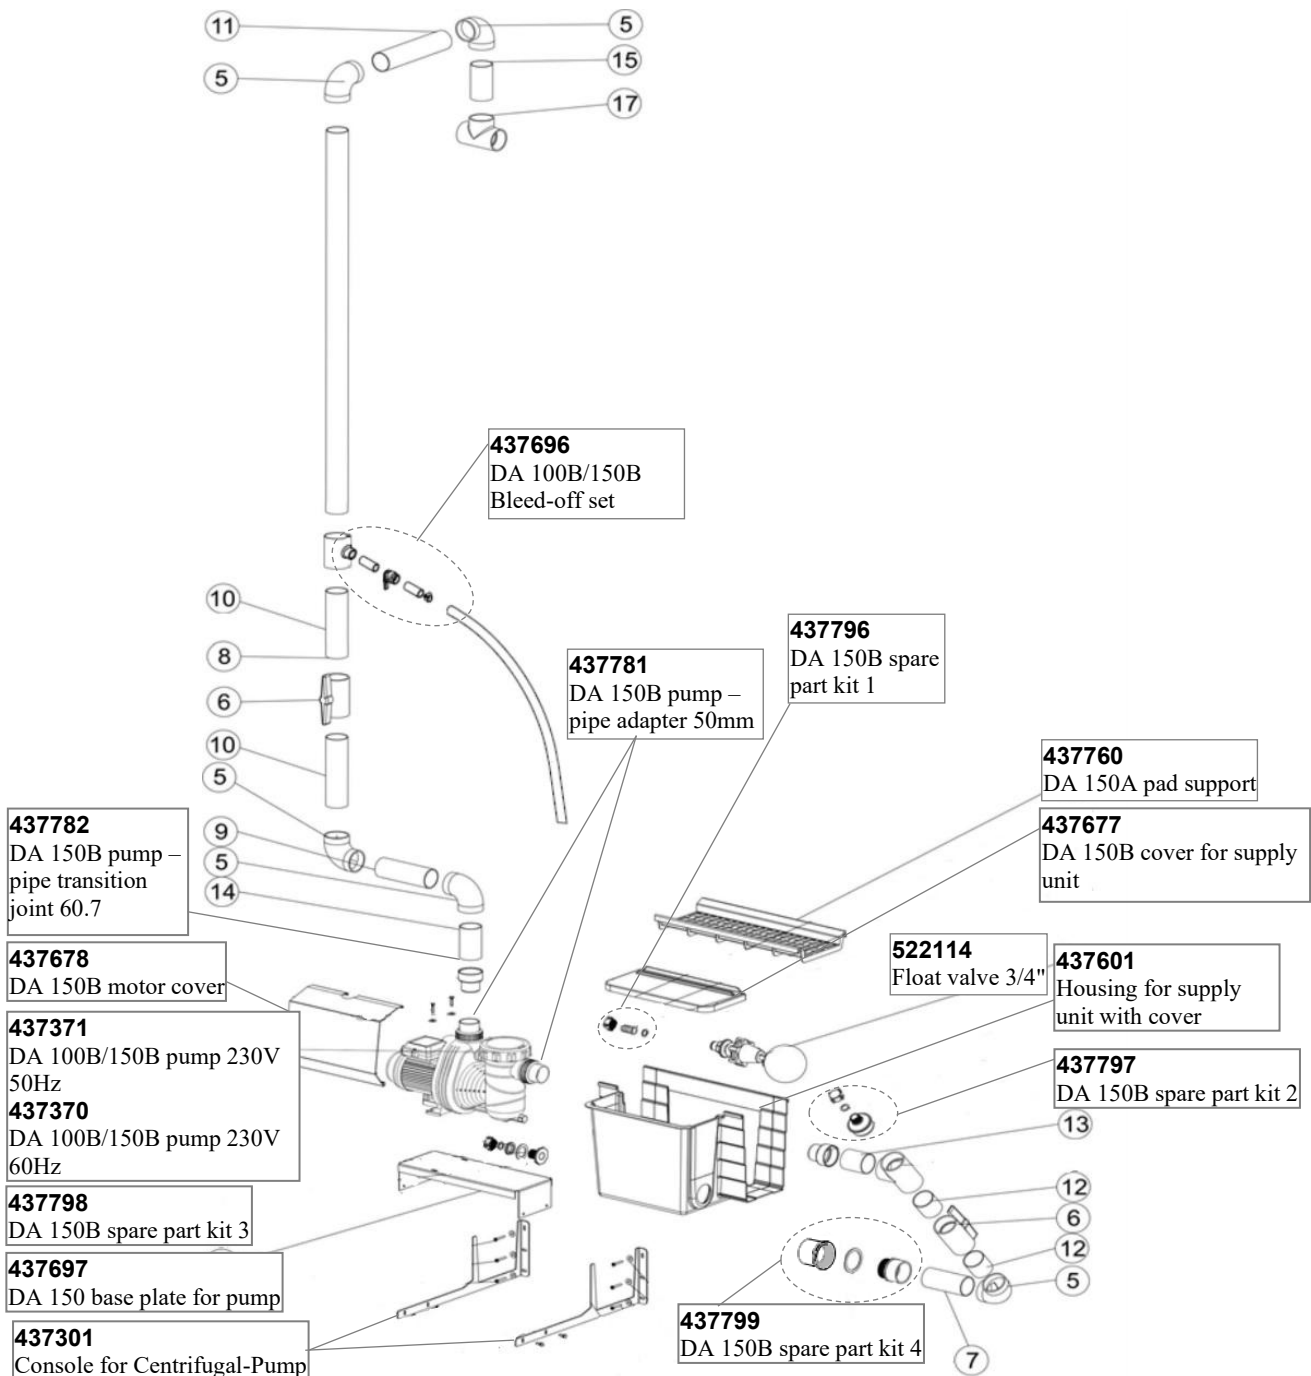 11
5
5
15
17
437696
DA 100B/150B
Bleed-off set
10
8
6
10
5
9
5
14
437781
DA 150B pump –
pipe adapter 50mm
437796
DA 150B spare
part kit 1
437760
DA 150A pad support
437677
DA 150B cover for supply
unit
437782
DA 150B pump –
pipe transition
joint 60.7
437678
DA 150B motor cover
437371
DA 100B/150B pump 230V
50Hz
437370
DA 100B/150B pump 230V
60Hz
437798
DA 150B spare part kit 3
437697
DA 150 base plate for pump
437301
Console for Centrifugal-Pump
522114
Float valve 3/4"
437601
Housing for supply
unit with cover
437797
DA 150B spare part kit 2
13
12
6
12
5
7
437799
DA 150B spare part kit 4